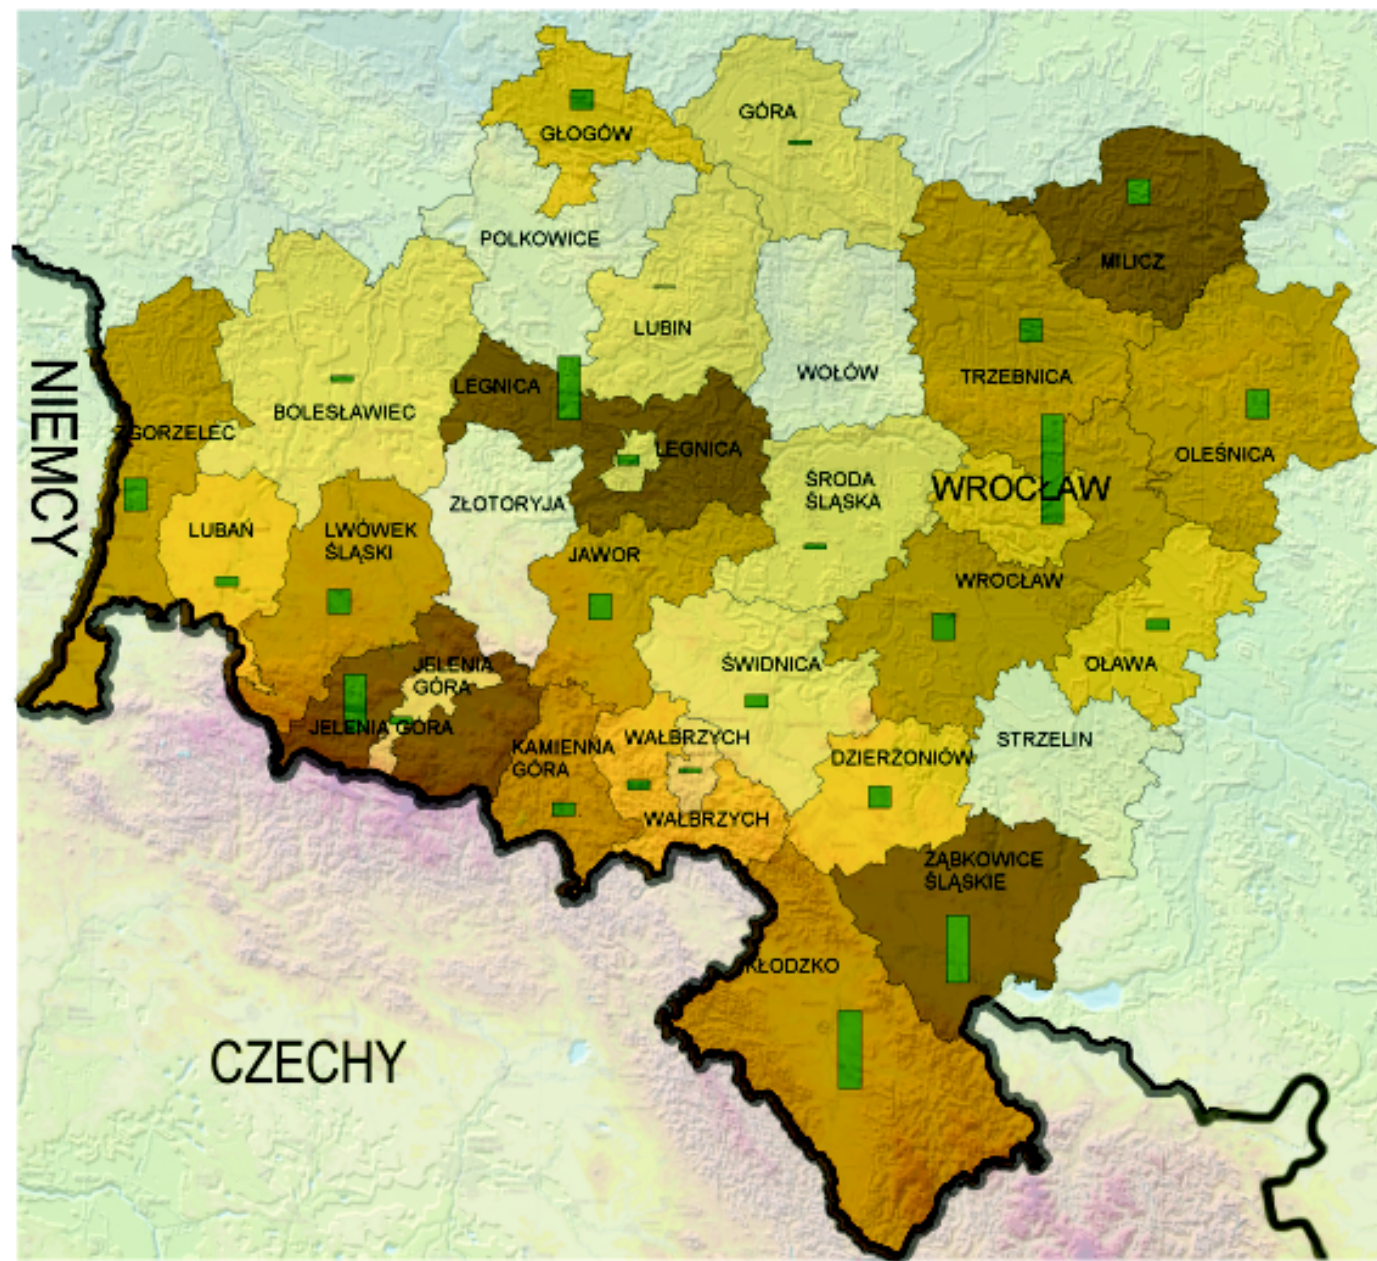 GÓRA
GŁOGÓW
POLKOWICE
MILICZ
LUBIN
WOŁÓW
TRZEBNICA
LEGNICA
BOLESŁAWIEC
ZGORZELEC
NIEMCY
LEGNICA
OLEŚNICA
ŚRODA
ŚLĄSKA
WROCŁAW
ZŁOTORYJA
LUBAŃ
LWÓWEK
ŚLĄSKI
JAWOR
WROCŁAW
JELENIA
GÓRA
ŚWIDNICA
OŁAWA
JELENIA GÓRA
KAMIENNA
GÓRA
WAŁBRZYCH
STRZELIN
DZIERŻONIÓW
WAŁBRZYCH
ZĄBKOWICE
ŚLĄSKIE
KŁODZKO
CZECHY